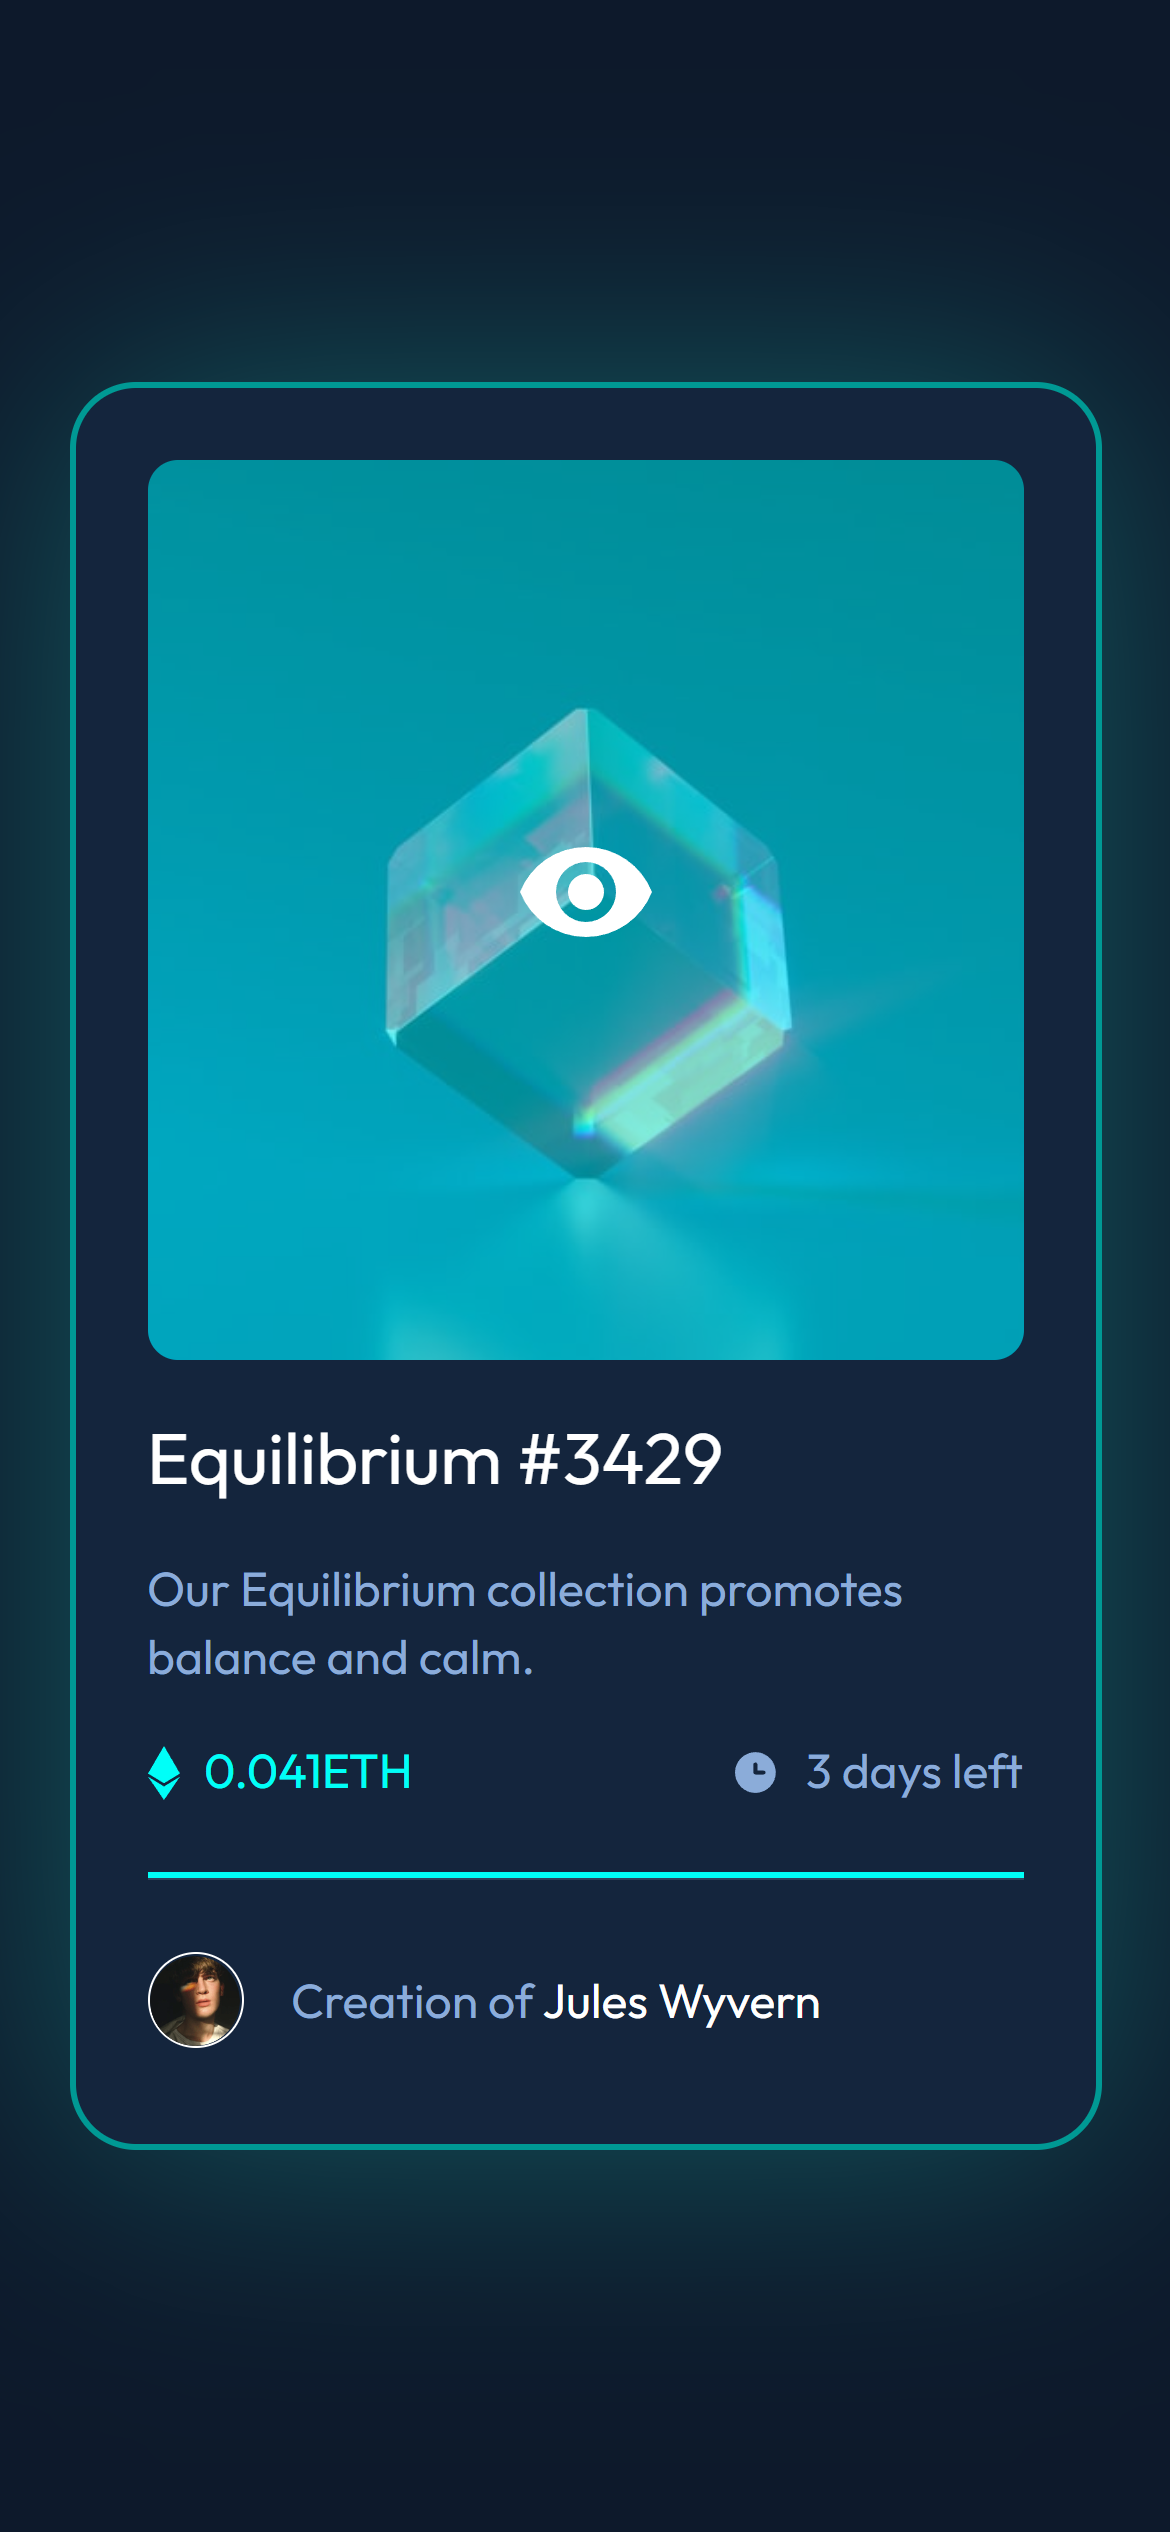 Equilibrium #3429
Our Equilibrium collection promotes
balance and calm.
0.041ETH
3 days left
Creation of Jules Wyvern